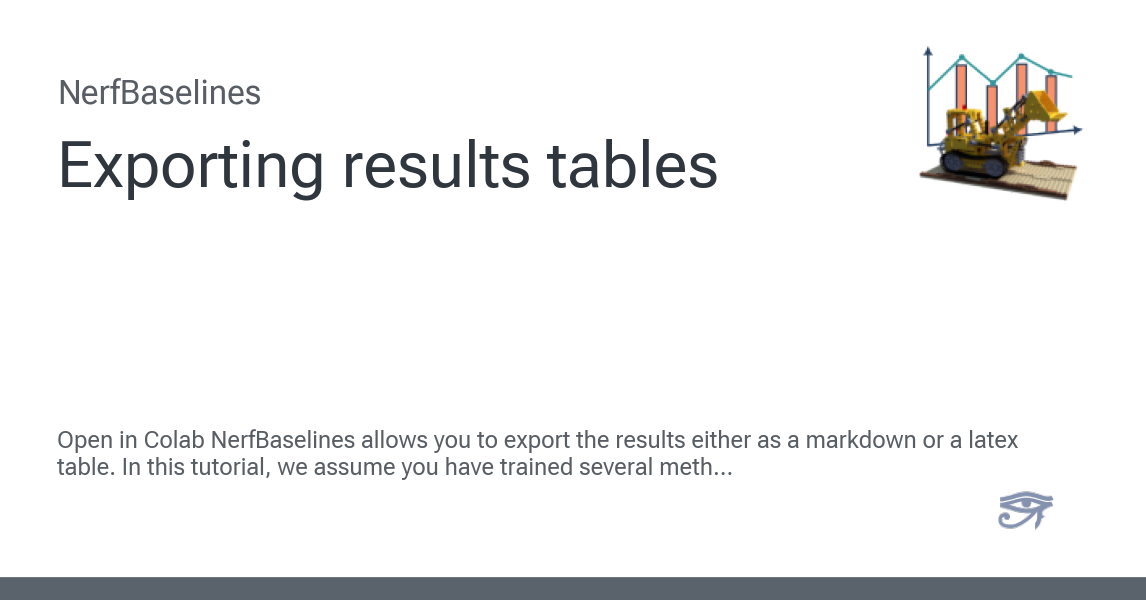 NerfBaselines
Exporting results tables
Open in Colab NerfBaselines allows you to export the results either as a markdown or a latex
table. In this tutorial, we assume you have trained several meth...